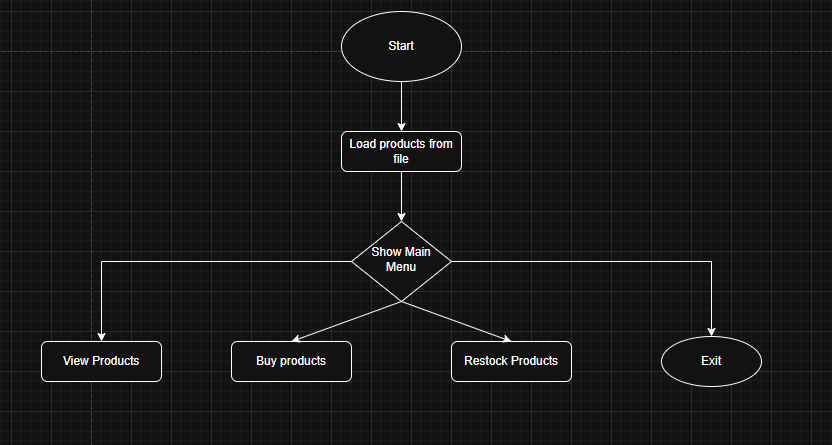 Start
Load products from
file
Show Main
Menu
View Products
Buy products
Restock Products
Exit